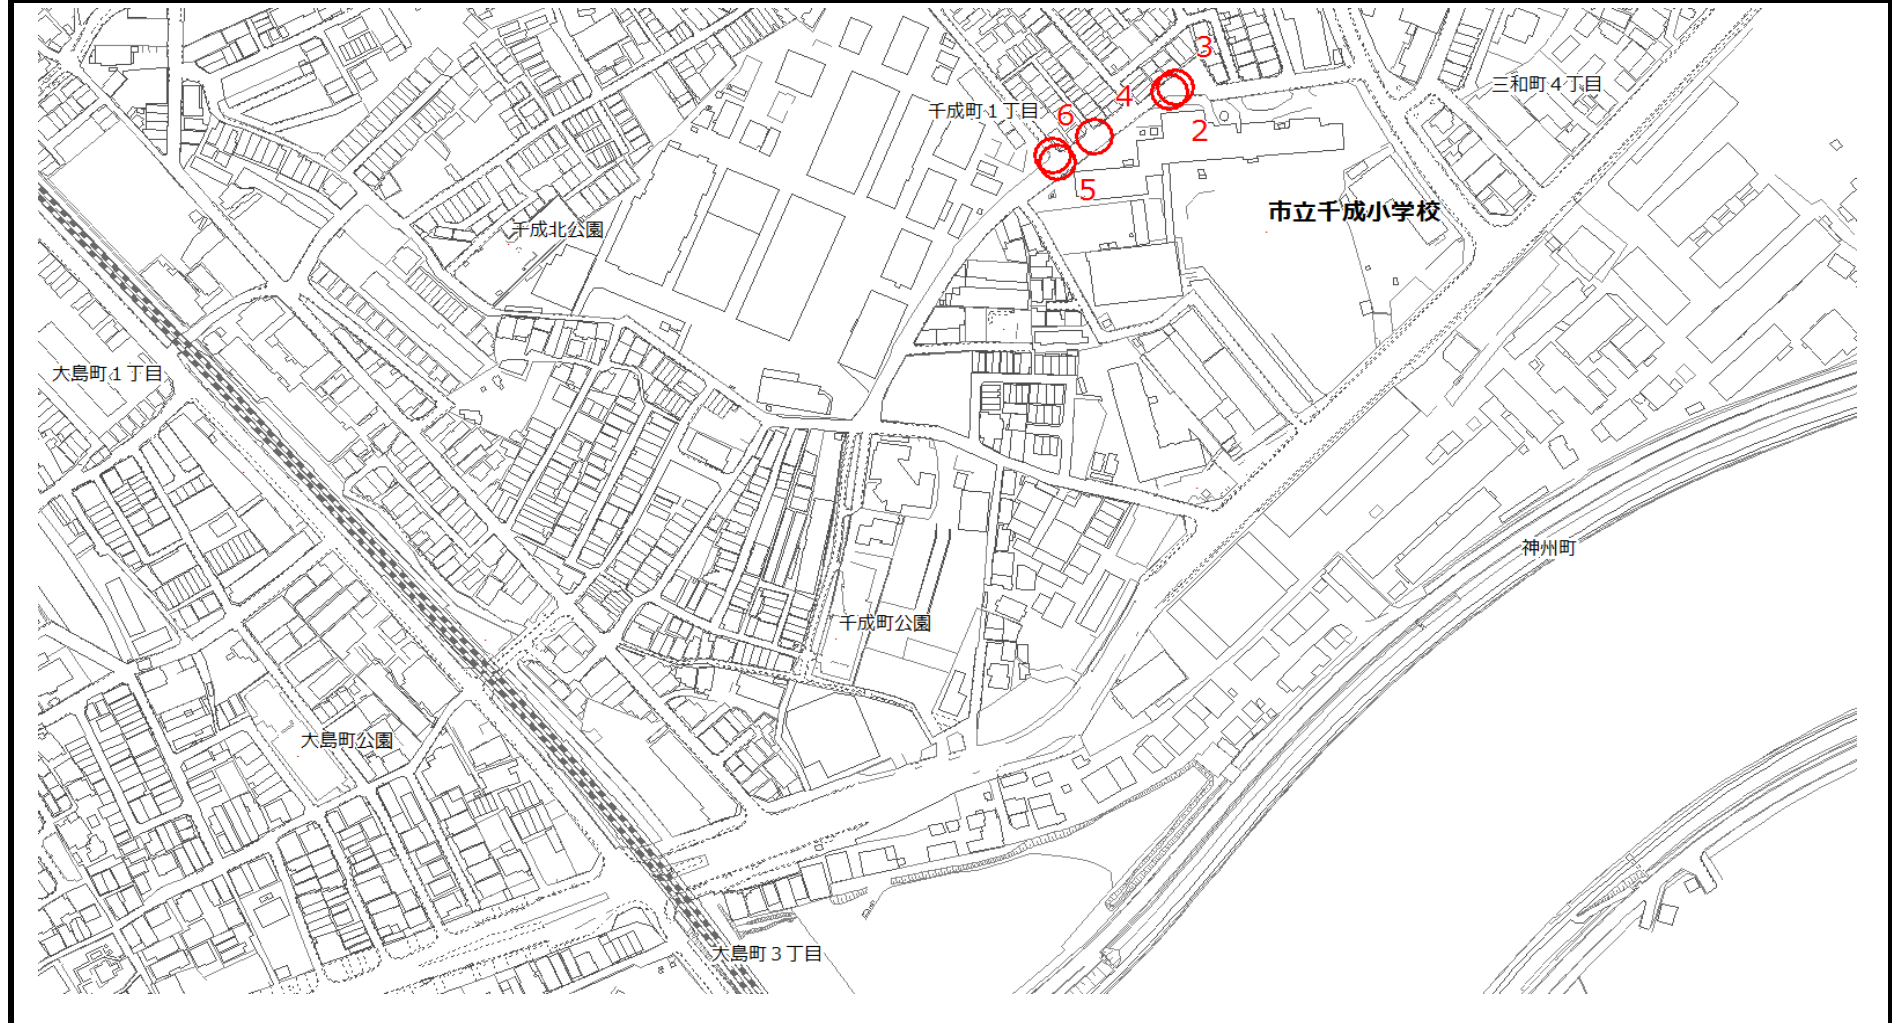 3
三和町４丁目
4
千成町１丁目
6
2
5
市立千成小学校
千成北公園
大島町１丁目
神州町
千成町公園
大島町公園
大島町３丁目